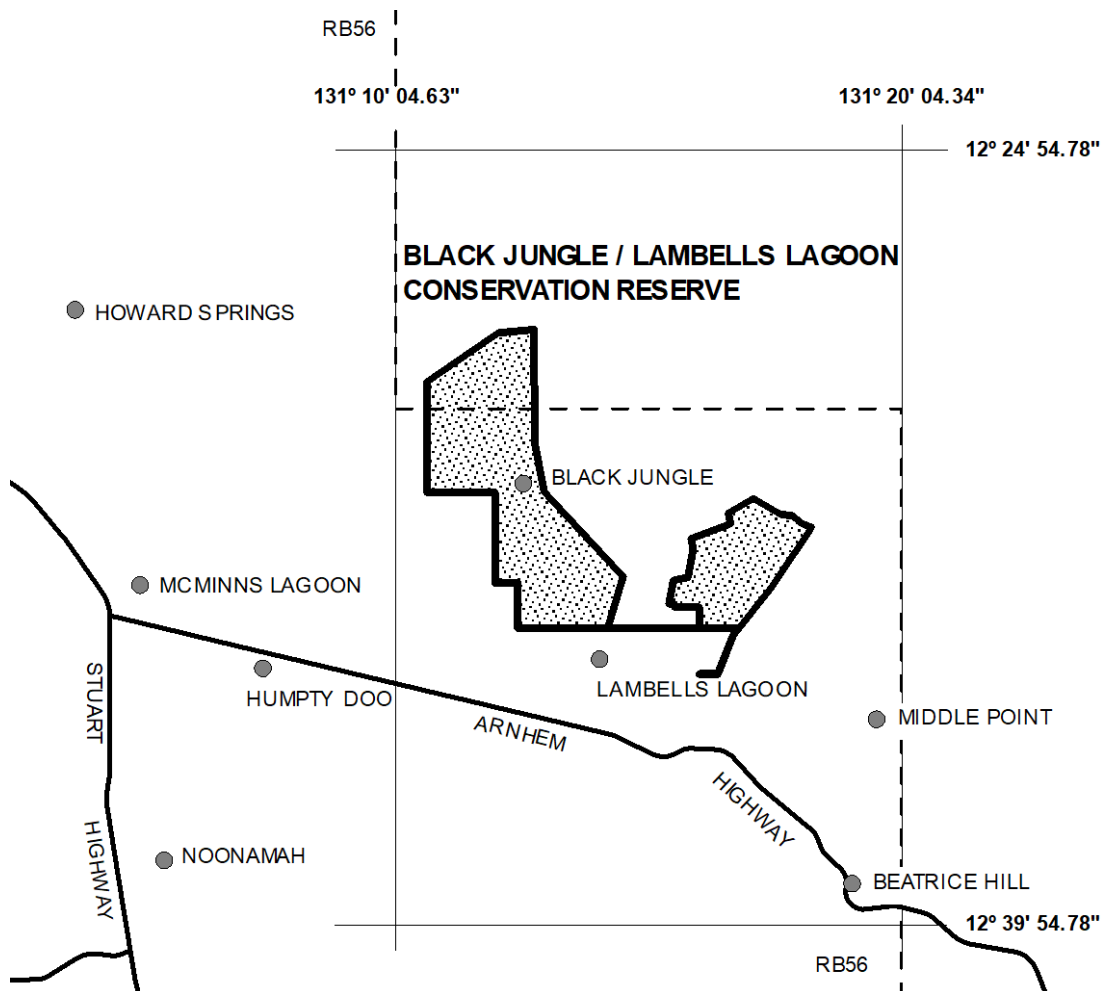 RB56
131º 10' 04.63"
131º 20' 04.34"
12º 24' 54.78"
BLACK JUNGLE / LAMBELLS LAGOON
CONSERVATION RESERVE
HOWARD SPRINGS
BLACK JUNGLE
MCMINNS LAGOON
LAMBELLS LAGOON
HUMPTY DOO
STUART
ARNHEM
MIDDLE POINT
HIGHWAY
HIGHWAY
NOONAMAH
BEATRICE HILL
12º 39' 54.78"
RB56